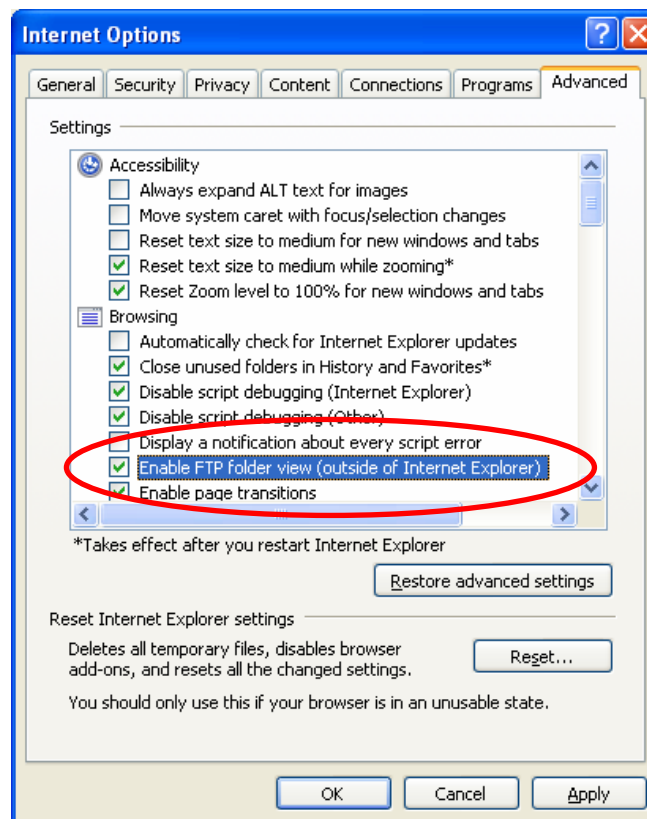 Internet Options
General Security Privacy Content Connections Programs Advanced
Settings
Accessibility
Always expand ALT text for images
Move system caret with focus/selection changes
Reset text size to medium for new windows and tabs
Reset text size to medium while zooming*
Reset Zoom level to 100% for new windows and tabs
Browsing
Automatically check for Internet Explorer updates
Close unused folders in History and Favorites*
Disable script debugging (Internet Explorer)
Disable script debugging (Other)
Display a notification about every script error
Enable FTP folder view (outside of Internet Explorer)
Enable page transitions
*Takes effect after you restart Internet Explorer
Restore advanced settings
Reset Internet Explorer settings
Deletes all temporary files, disables browser
add-ons, and resets all the changed settings.
Reset...
You should only use this if your browser is in an unusable state.
OK Cancel Apply